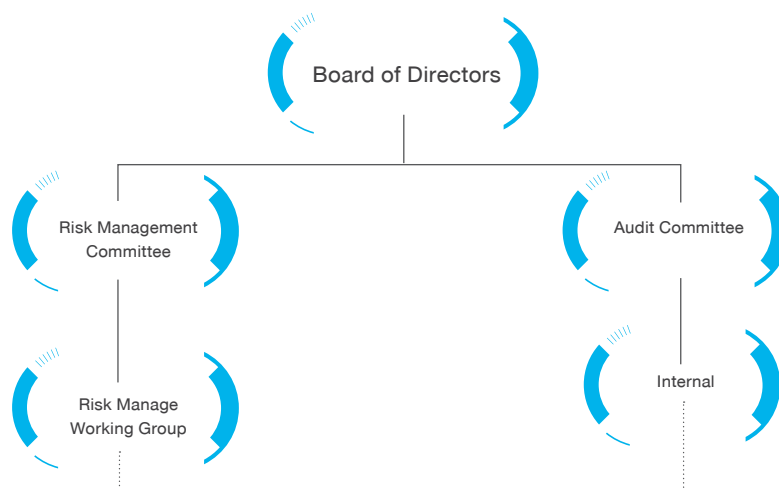 Board of Directors
Risk Management
Committee
Audit Committee
Risk Manage
Working Group
Internal